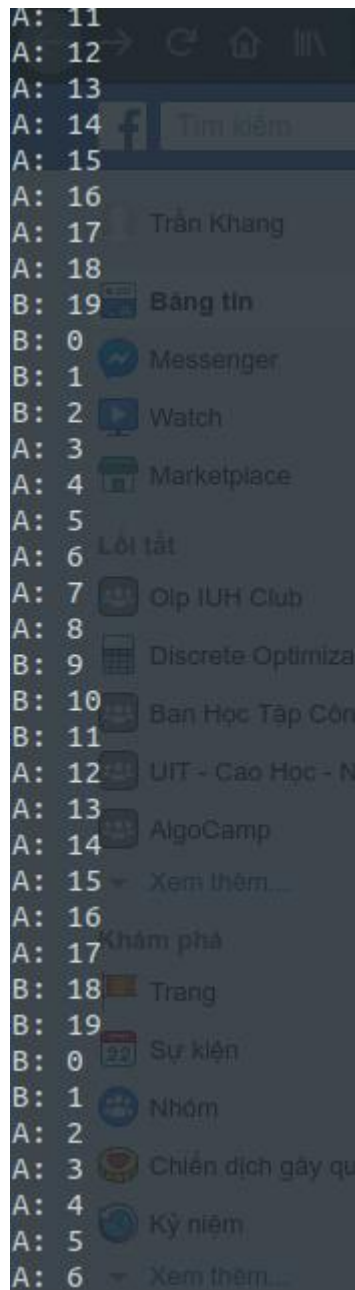 A: 11
A: 12
A: 13
A: 14
Tìm kiếm
A: 15
A: 16
A: 17
Trần Khang
A: 18
B: 19
Bảng tin
B: 0
B: 1
Messenger
B: 2
Watch
A: 3
A: 4
Marketplace
A: 5
A: 6
Lối tắt
A: 7
Olp IUH Club
A: 8
B: 9
Discrete Optimiza
B: 10
Ban Học Tập Côn
B: 11
A: 12
UIT - Cao Học - N
A: 13
A: 14
AlgoCamp
A: 15
Xem thêm...
A: 16
A: 17
Khám phá
B: 18
Trang
B: 19
B: 0
22
Sự kiện
B: 1
Nhóm
A: 2
A: 3
Chiến dịch gây qu
A: 4
A: 5
Kỷ niệm
A: 6
Xem thêm...